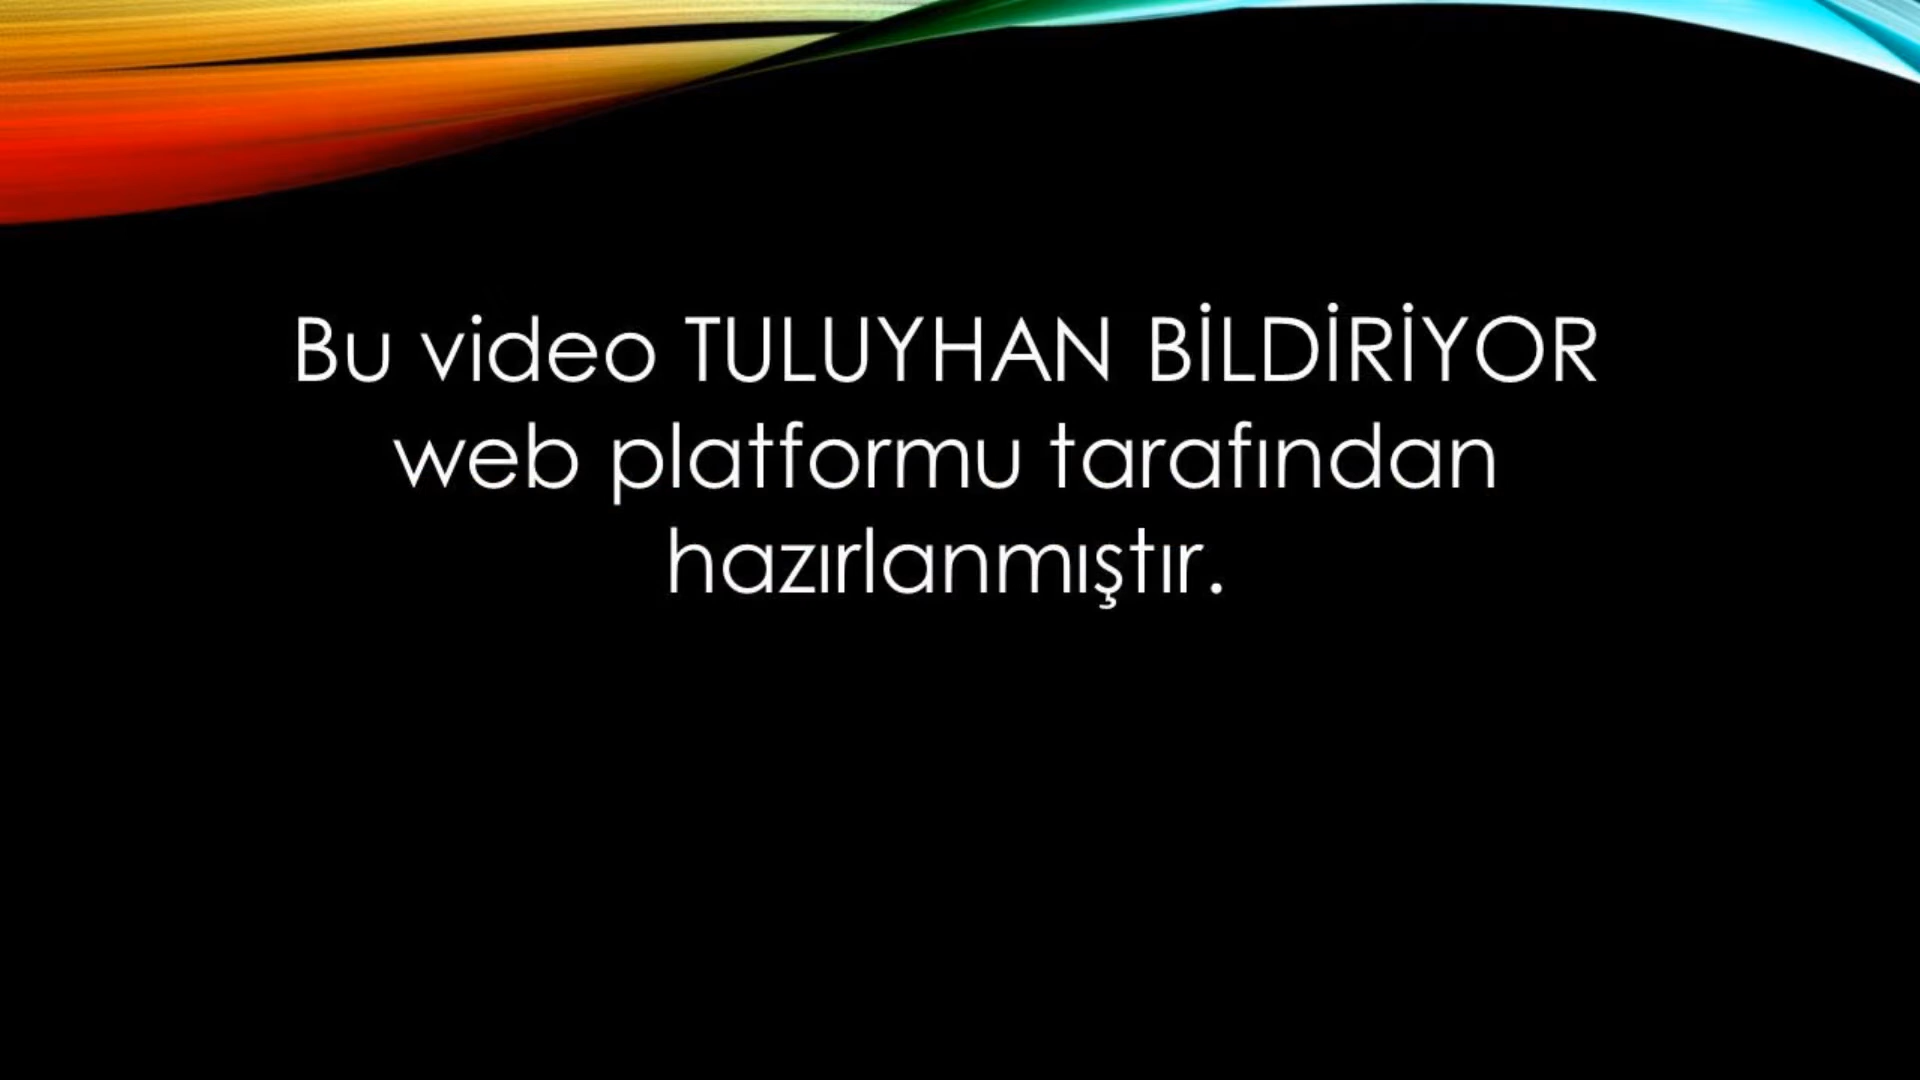 Bu video TULUYHAN BİLDİRİYOR
web platformu tarafından
hazırlanmıştır.